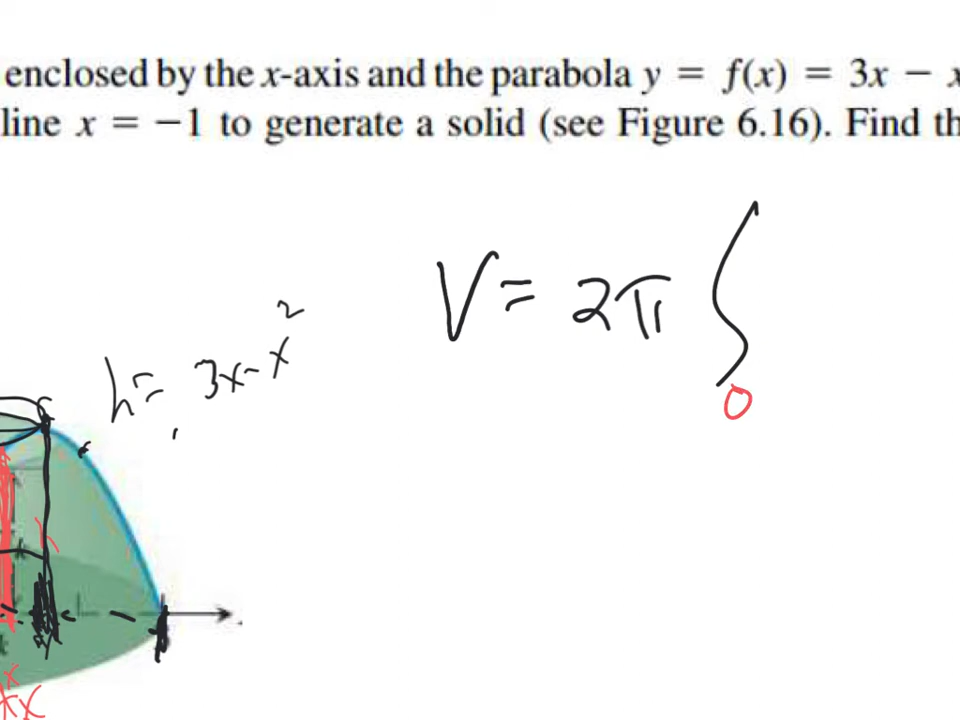 enclosed by the x-axis and the parabola y = f(x) = 3x − x
line x = −1 to generate a solid (see Figure 6.16). Find th
V = 2π ∫
0
h = 3x-x²
x